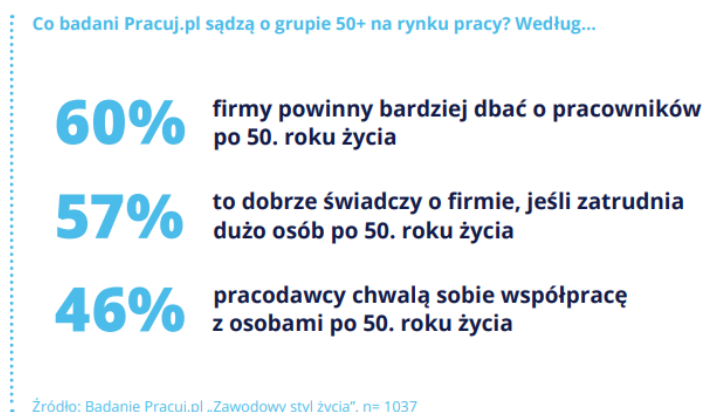 Co badani Pracuj.pl sądzą o grupie 50+ na rynku pracy? Według...
60%
firmy powinny bardziej dbać o pracowników
po 50. roku życia
57%
to dobrze świadczy o firmie, jeśli zatrudnia
dużo osób po 50. roku życia
46%
pracodawcy chwalą sobie współpracę
z osobami po 50. roku życia
Źródło: Badanie Pracuj.pl „Zawodowy styl życia”, n= 1037